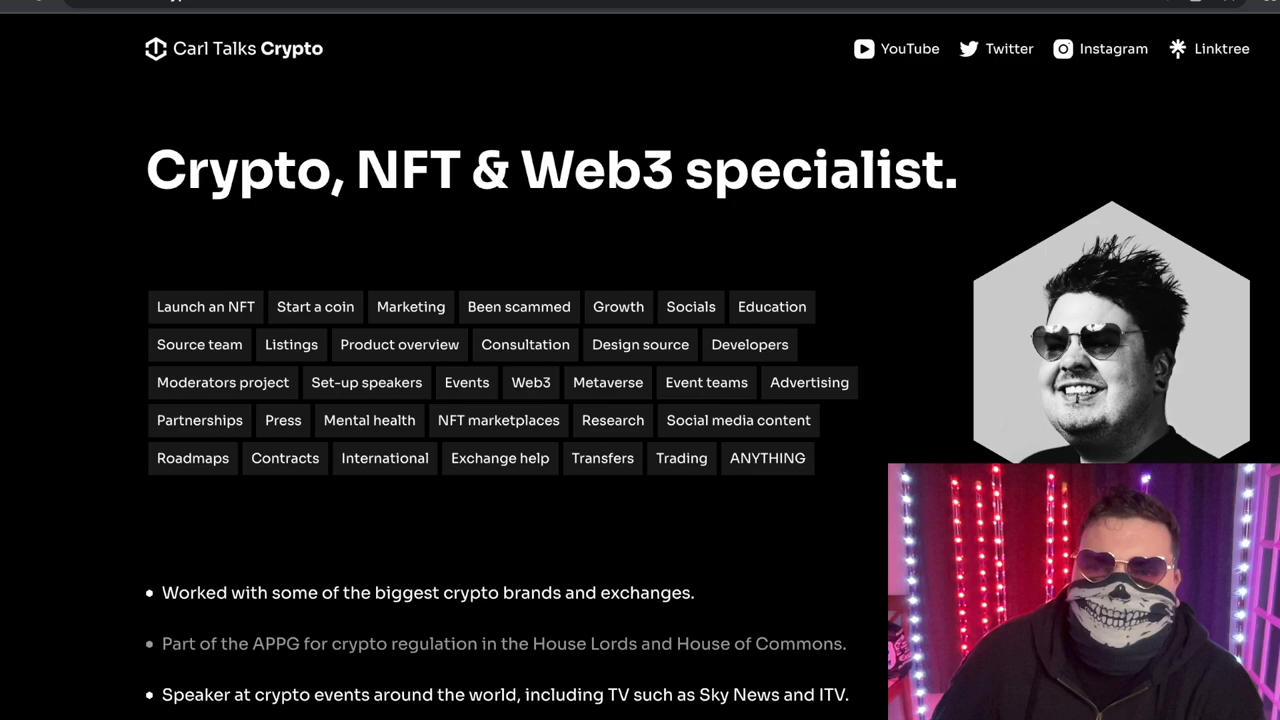 Carl Talks Crypto
YouTube Twitter Instagram Linktree
Crypto, NFT & Web3 specialist.
Launch an NFT Start a coin Marketing Been scammed Growth Socials Education
Source team Listings Product overview Consultation Design source Developers
Moderators project Set-up speakers Events Web3 Metaverse Event teams Advertising
Partnerships Press Mental health NFT marketplaces Research Social media content
Roadmaps Contracts International Exchange help Transfers Trading ANYTHING
• Worked with some of the biggest crypto brands and exchanges.
• Part of the APPG for crypto regulation in the House Lords and House of Commons.
• Speaker at crypto events around the world, including TV such as Sky News and ITV.